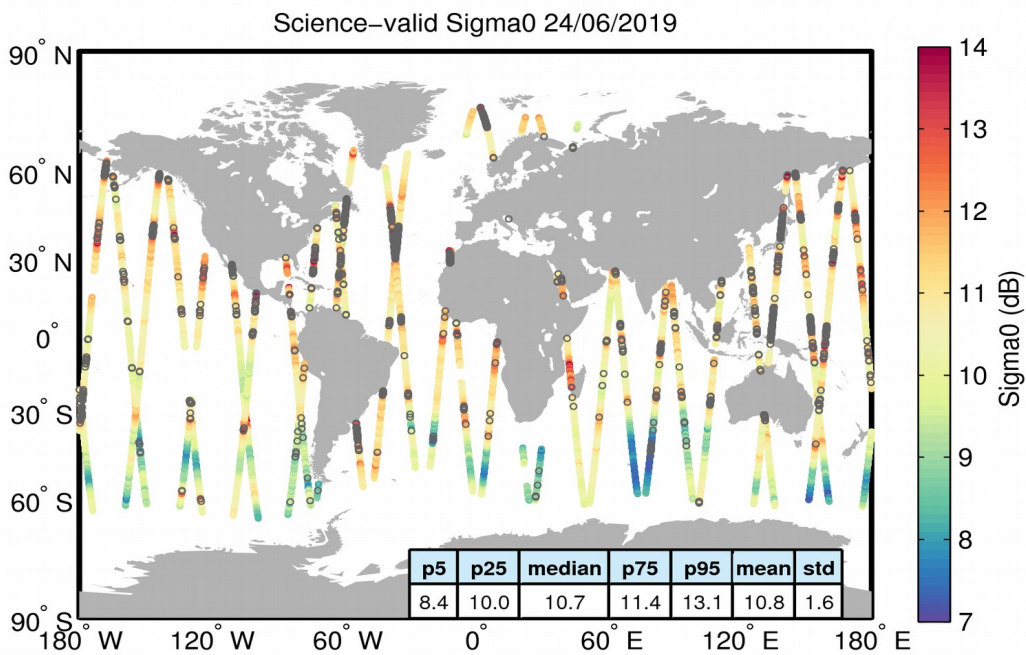 Science−valid Sigma0 24/06/2019
90° N
60° N
30° N
0°
30° S
60° S
90° S
180° W
120° W
60° W
0°
60° E
120° E
180° E
14
13
12
11
10
9
8
7
Sigma0 (dB)
p5 p25 median p75 p95 mean std
8.4 10.0 10.7 11.4 13.1 10.8 1.6